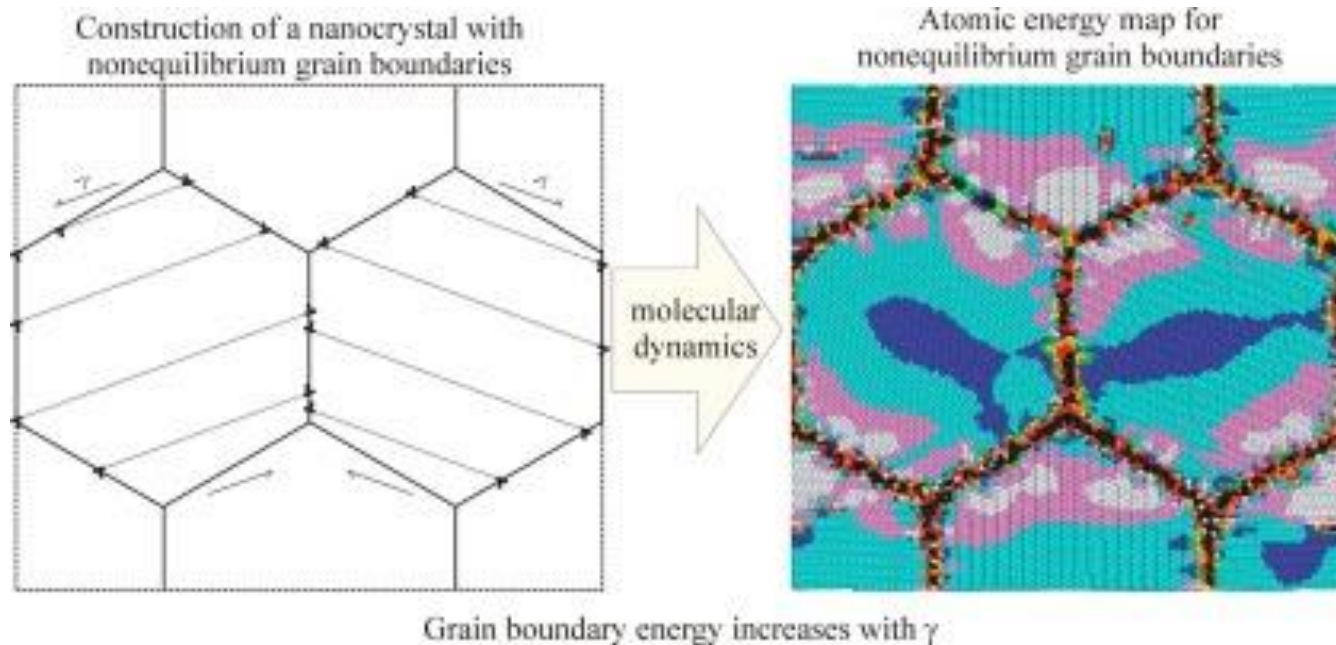 Construction of a nanocrystal with
nonequilibrium grain boundaries
Atomic energy map for
nonequilibrium grain boundaries
-γ
-γ
molecular
dynamics
Grain boundary energy increases with γ